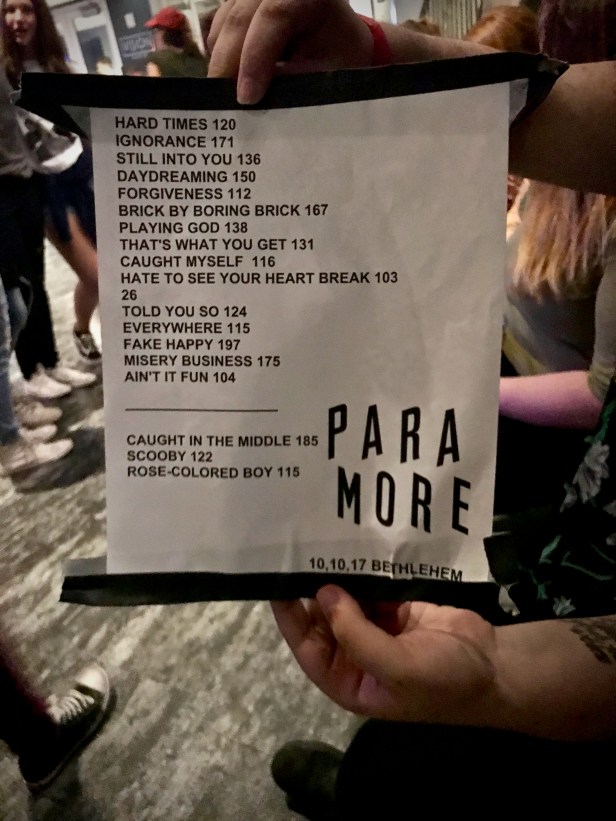 HARD TIMES 120
IGNORANCE 171
STILL INTO YOU 136
DAYDREAMING 150
FORGIVENESS 112
BRICK BY BORING BRICK 167
PLAYING GOD 138
THAT'S WHAT YOU GET 131
CAUGHT MYSELF 116
HATE TO SEE YOUR HEART BREAK 103
26
TOLD YOU SO 124
EVERYWHERE 115
FAKE HAPPY 197
MISERY BUSINESS 175
AIN'T IT FUN 104
CAUGHT IN THE MIDDLE 185
SCOOBY 122
ROSE-COLORED BOY 115
PARA
MORE
10,10,17 BETHLEHEM